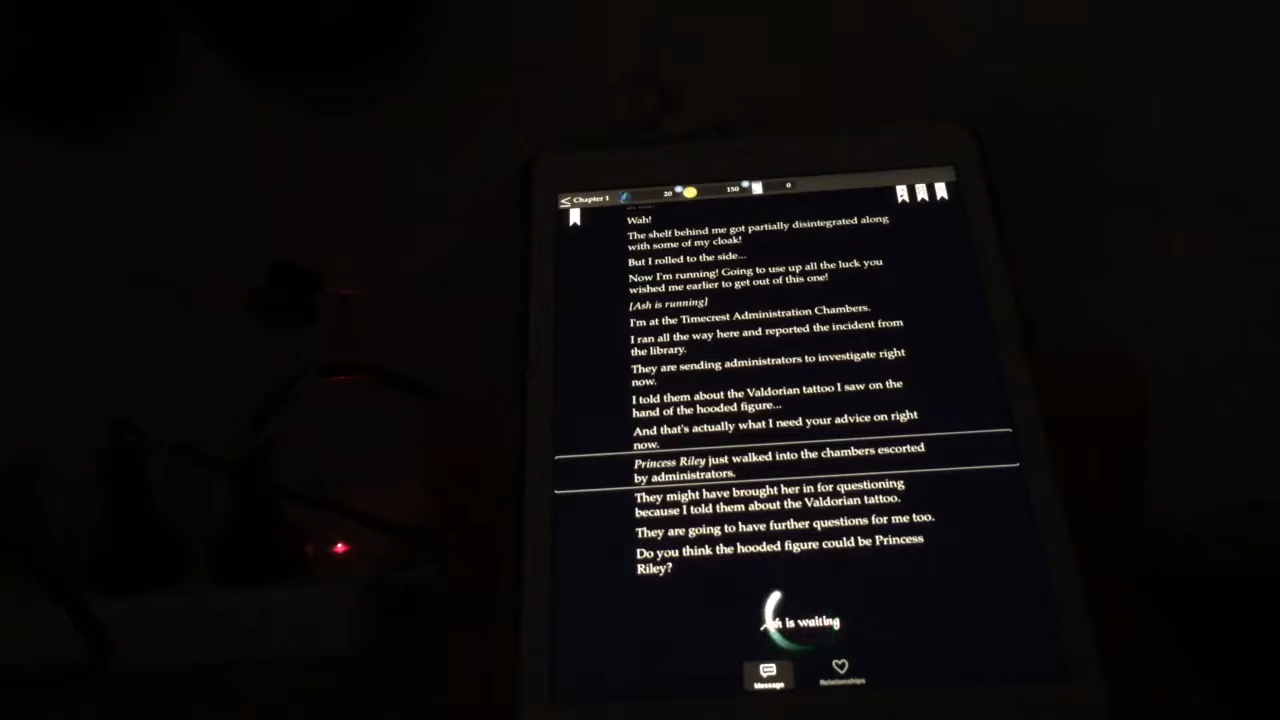 < Chapter 1 20 150 0
Wah!
The shelf behind me got partially disintegrated along
with some of my cloak!
But I rolled to the side...
Now I'm running! Going to use up all the luck you
wished me earlier to get out of this one!
[Ash is running]
I'm at the Timecrest Administration Chambers.
I ran all the way here and reported the incident from
the library.
They are sending administrators to investigate right
now.
I told them about the Valdorian tattoo I saw on the
hand of the hooded figure...
And that's actually what I need your advice on right
now.
Princess Riley just walked into the chambers escorted
by administrators.
They might have brought her in for questioning
because I told them about the Valdorian tattoo.
They are going to have further questions for me too.
Do you think the hooded figure could be Princess
Riley?
Ash is waiting
Message
Relationships